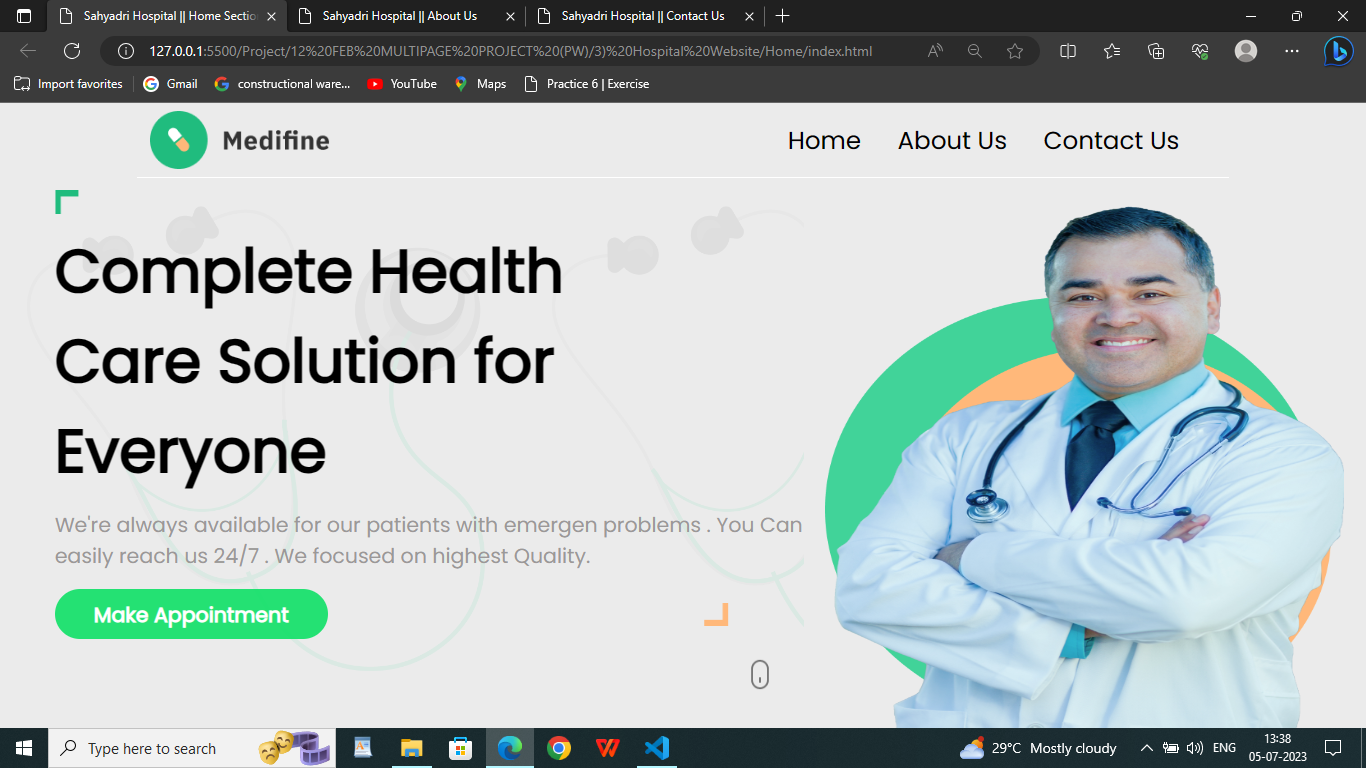 Sahyadri Hospital || Home Sectio
Sahyadri Hospital || About Us
Sahyadri Hospital || Contact Us
127.0.0.1:5500/Project/12%20FEB%20MULTIPAGE%20PROJECT%20(PW)/3)%20Hospital%20Website/Home/index.html
Import favorites
Gmail
constructional ware...
YouTube
Maps
Practice 6 | Exercise
Medifine
Home About Us Contact Us
Complete Health
Care Solution for
Everyone
We're always available for our patients with emergen problems . You Can
easily reach us 24/7 . We focused on highest Quality.
Make Appointment
Type here to search
29°C Mostly cloudy
ENG
13:38
05-07-2023